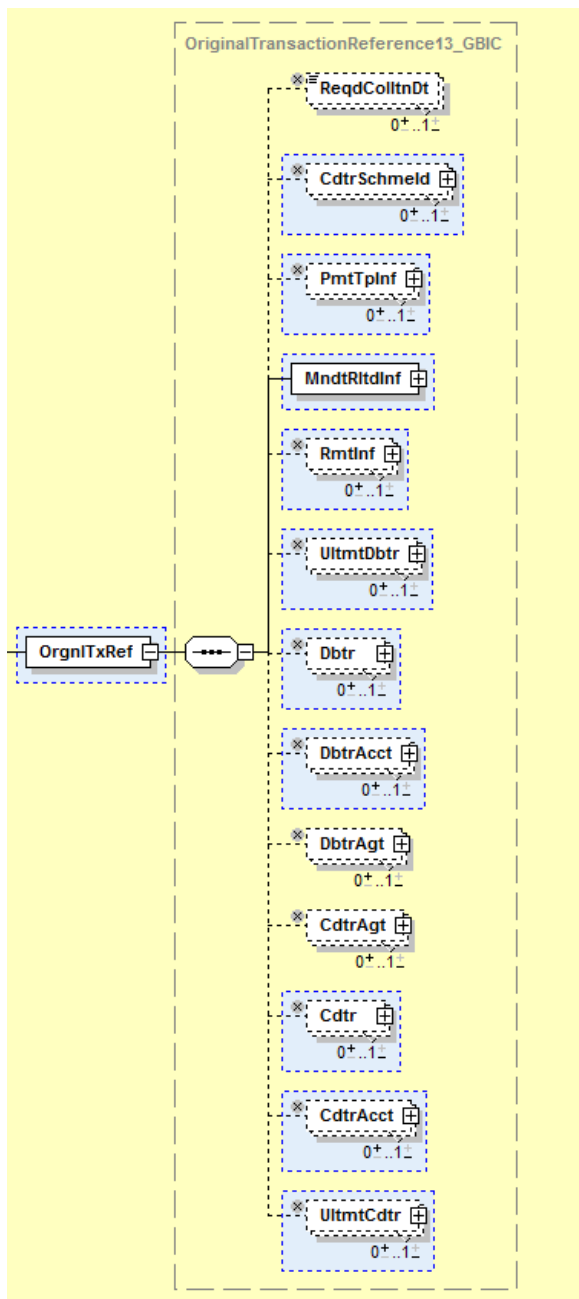 OriginalTransactionReference13_GBIC
ReqdColltnDt
0±..1±
CdtrSchmeId
0±..1±
PmtTpInf
0±..1±
MndtRltdInf
RmtInf
0±..1±
UltmtDbtr
0±..1±
OrgnlTxRef
Dbtr
0±..1±
DbtrAcct
0±..1±
DbtrAgt
0±..1±
CdtrAgt
0±..1±
Cdtr
0±..1±
CdtrAcct
0±..1±
UltmtCdtr
0±..1±